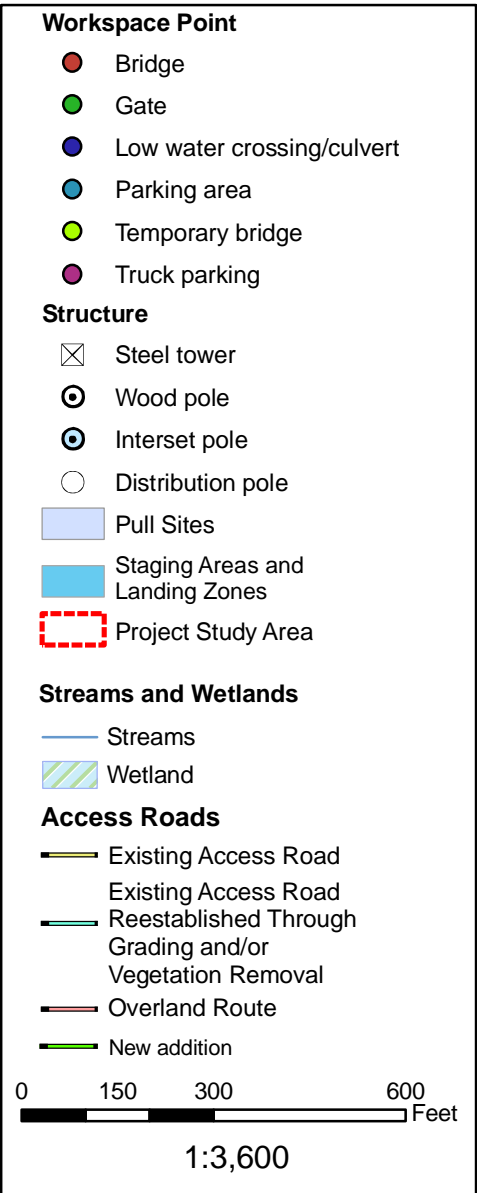 Workspace Point
Bridge
Gate
Low water crossing/culvert
Parking area
Temporary bridge
Truck parking
Structure
Steel tower
Wood pole
Interset pole
Distribution pole
Pull Sites
Staging Areas and
Landing Zones
Project Study Area
Streams and Wetlands
Streams
Wetland
Access Roads
Existing Access Road
Existing Access Road
Reestablished Through
Grading and/or
Vegetation Removal
Overland Route
New addition
0 150 300 600
Feet
1:3,600